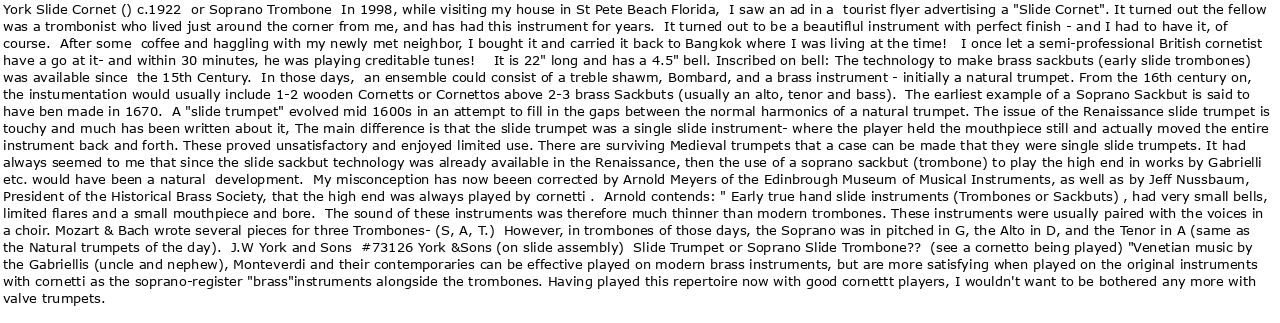 York Slide Cornet () c.1922  or Soprano Trombone  In 1998, while visiting my house in St Pete Beach Florida,  I saw an ad in a  tourist flyer advertising a "Slide Cornet". It turned out the fellow
was a trombonist who lived just around the corner from me, and has had this instrument for years.  It turned out to be a beautiflul instrument with perfect finish - and I had to have it, of
course.  After some  coffee and haggling with my newly met neighbor, I bought it and carried it back to Bangkok where I was living at the time!   I once let a semi-professional British cornetist
have a go at it- and within 30 minutes, he was playing creditable tunes!    It is 22" long and has a 4.5" bell. Inscribed on bell: The technology to make brass sackbuts (early slide trombones)
was available since  the 15th Century.  In those days,  an ensemble could consist of a treble shawm, Bombard, and a brass instrument - initially a natural trumpet. From the 16th century on,
the instumentation would usually include 1-2 wooden Cornetts or Cornettos above 2-3 brass Sackbuts (usually an alto, tenor and bass).  The earliest example of a Soprano Sackbut is said to
have ben made in 1670.  A "slide trumpet" evolved mid 1600s in an attempt to fill in the gaps between the normal harmonics of a natural trumpet. The issue of the Renaissance slide trumpet is
touchy and much has been written about it, The main difference is that the slide trumpet was a single slide instrument- where the player held the mouthpiece still and actually moved the entire
instrument back and forth. These proved unsatisfactory and enjoyed limited use. There are surviving Medieval trumpets that a case can be made that they were single slide trumpets. It had
always seemed to me that since the slide sackbut technology was already available in the Renaissance, then the use of a soprano sackbut (trombone) to play the high end in works by Gabrielli
etc. would have been a natural  development.  My misconception has now beeen corrected by Arnold Meyers of the Edinbrough Museum of Musical Instruments, as well as by Jeff Nussbaum,
President of the Historical Brass Society, that the high end was always played by cornetti .  Arnold contends: " Early true hand slide instruments (Trombones or Sackbuts) , had very small bells,
limited flares and a small mouthpiece and bore.  The sound of these instruments was therefore much thinner than modern trombones. These instruments were usually paired with the voices in
a choir. Mozart & Bach wrote several pieces for three Trombones- (S, A, T.)  However, in trombones of those days, the Soprano was in pitched in G, the Alto in D, and the Tenor in A (same as
the Natural trumpets of the day).  J.W York and Sons  #73126 York &Sons (on slide assembly)  Slide Trumpet or Soprano Slide Trombone??  (see a cornetto being played) "Venetian music by
the Gabriellis (uncle and nephew), Monteverdi and their contemporaries can be effective played on modern brass instruments, but are more satisfying when played on the original instruments
with cornetti as the soprano-register "brass"instruments alongside the trombones. Having played this repertoire now with good cornettt players, I wouldn't want to be bothered any more with
valve trumpets.